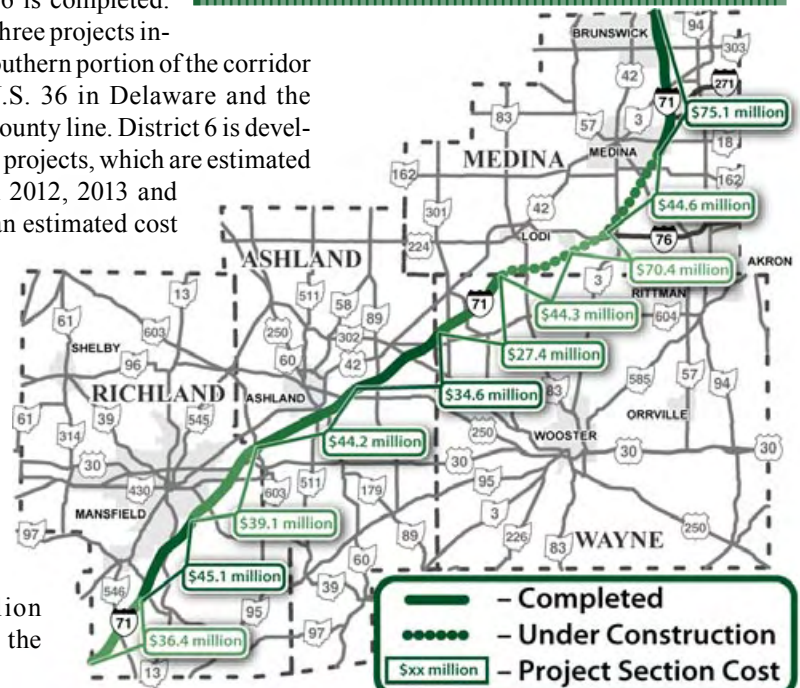 6 is completed.
hree projects in-
outhern portion of the corridor
.S. 36 in Delaware and the
ounty line. District 6 is devel-
projects, which are estimated
2012, 2013 and
an estimated cost
ion
the
BRUNSWICK
94
303
42
271
71
$75.1 million
83
57
3
18
MEDINA
MEDINA
162
162
301
42
$44.6 million
224
LODI
76
AKRON
$70.4 million
ASHLAND
3
RITTMAN
13
511
58
89
71
$44.3 million
604
61
250
302
603
60
42
$27.4 million
SHELBY
96
RICHLAND
ASHLAND
$34.6 million
83
585
57
94
61
39
545
ORRVILLE
314
$44.2 million
250
WOOSTER
30
30
30
30
430
603
511
179
95
MANSFIELD
$39.1 million
3
97
89
226
83
WAYNE
250
60
546
$45.1 million
39
71
95
97
$36.4 million
13
– Completed
– Under Construction
$xx million – Project Section Cost